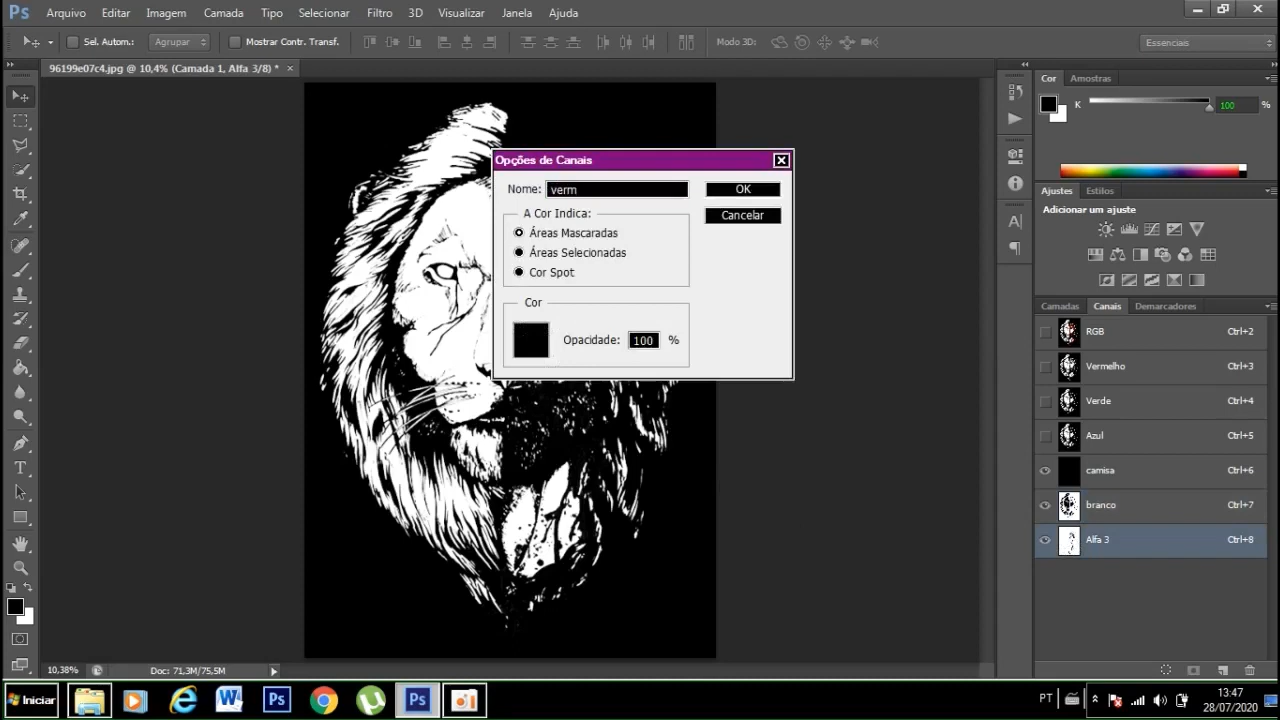 Ps Arquivo Editar Imagem Camada Tipo Selecionar Filtro 3D Visualizar Janela Ajuda
Sel. Autom.: Agrupar Mostrar Contr. Transf. Modo 3D: Essenciais
96199e07c4.jpg @ 10,4% (Camada 1, Alfa 3/8) * ×
Cor Amostras
K 100 %
Ajustes Estilos
Adicionar um ajuste
Camadas Canais Demarcadores
RGB Ctrl+2
Vermelho Ctrl+3
Verde Ctrl+4
Azul Ctrl+5
camisa Ctrl+6
branco Ctrl+7
Alfa 3 Ctrl+8
Opções de Canais
Nome: verm OK
Cancelar
A Cor Indica:
Áreas Mascaradas
Áreas Selecionadas
Cor Spot
Cor
Opacidade: 100 %
10,38% Doc: 71,3M/75,5M
Iniciar W Ps Ps PT 13:47
28/07/2020